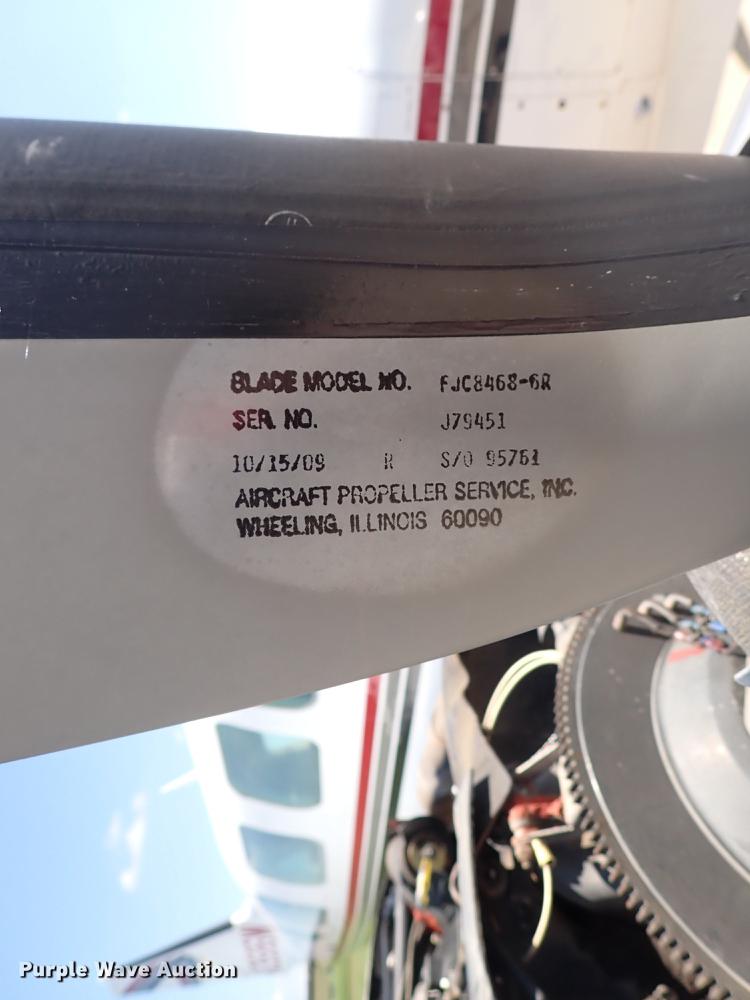 BLADE MODEL NO. FJC8468-6R
SER. NO. J79451
10/15/09 R S/O 95761
AIRCRAFT PROPELLER SERVICE, INC.
WHEELING, ILLINOIS 60090
Purple Wave Auction